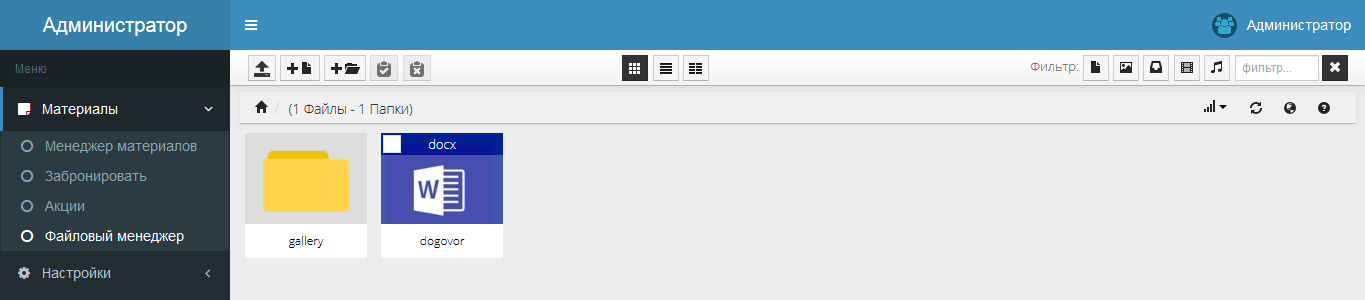 Администратор
Администратор
Меню
Фильтр:
фильтр...
Материалы
(1 Файлы - 1 Папки)
Менеджер материалов
Забронировать
Акции
Файловый менеджер
Настройки
docx
W
gallery
dogovor